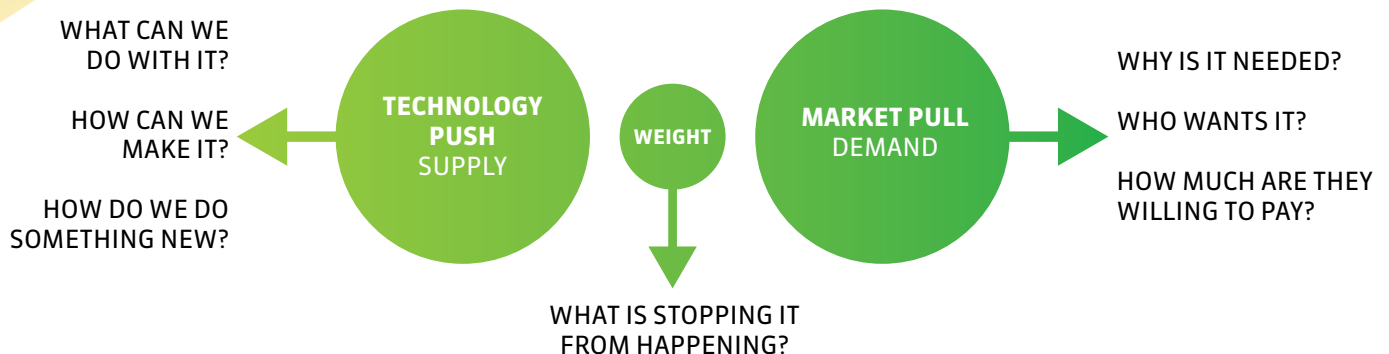 WHAT CAN WE
DO WITH IT?
HOW CAN WE
MAKE IT?
HOW DO WE DO
SOMETHING NEW?
TECHNOLOGY
PUSH
SUPPLY
WEIGHT
WHAT IS STOPPING IT
FROM HAPPENING?
MARKET PULL
DEMAND
WHY IS IT NEEDED?
WHO WANTS IT?
HOW MUCH ARE THEY
WILLING TO PAY?